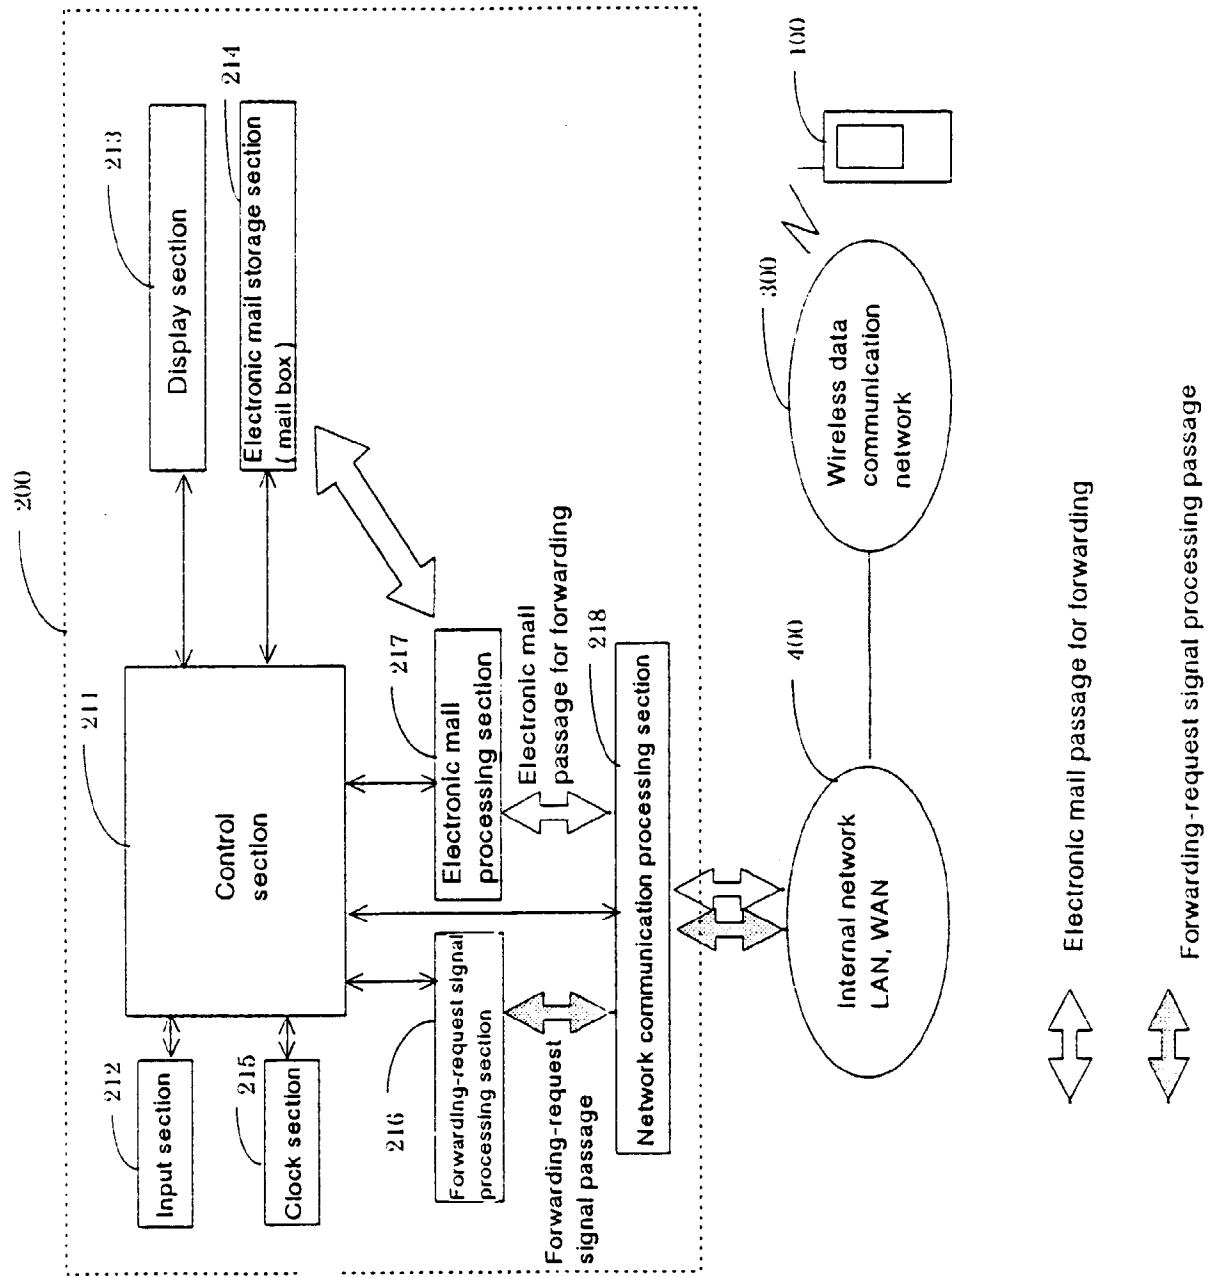 200
211
212
Input section
Control
section
213
Display section
214
Electronic mail storage section
( mail box )
215
Clock section
216
Forwarding-request signal
processing section
217
Electronic mail
processing section
Forwarding-request
signal passage
Electronic mail
passage for forwarding
218
Network communication processing section
400
Internal network
LAN, WAN
300
Wireless data
communication
network
100
Electronic mail passage for forwarding
Forwarding-request signal processing passage